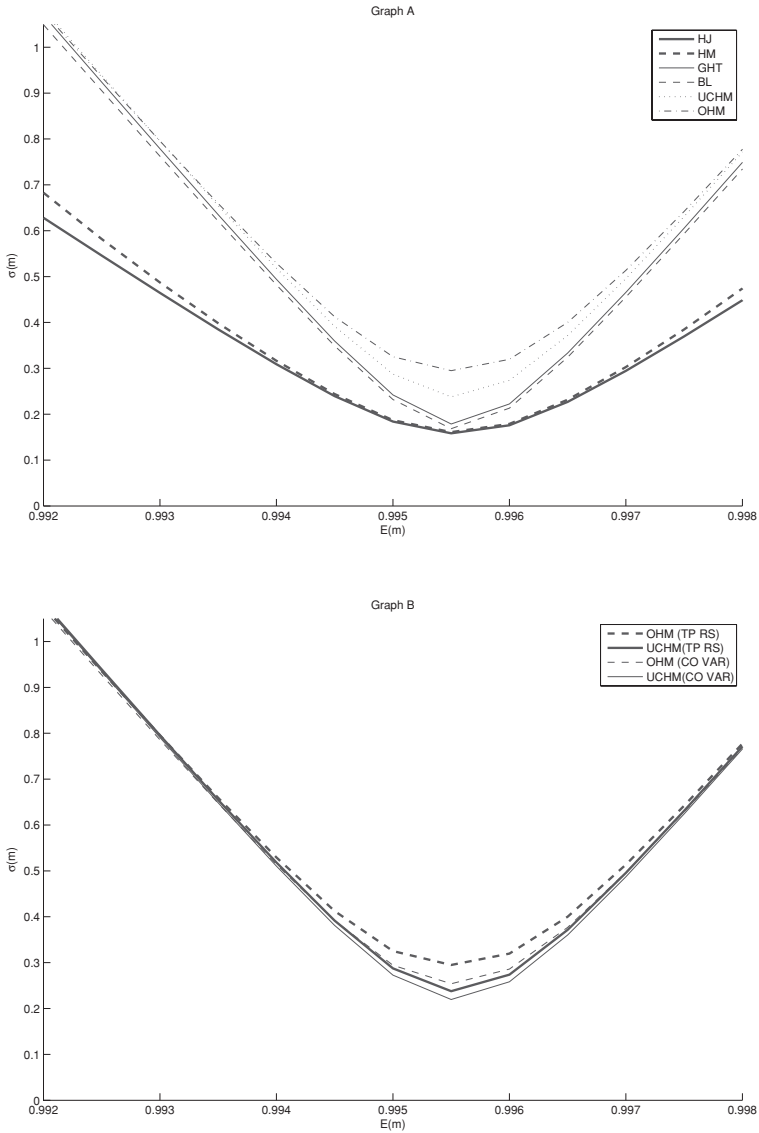 Graph A
HJ
HM
GHT
BL
UCHM
OHM
σ(m)
1
0.9
0.8
0.7
0.6
0.5
0.4
0.3
0.2
0.1
0
0.992 0.993 0.994 0.995 0.996 0.997 0.998
E(m)
Graph B
OHM (TP RS)
UCHM(TP RS)
OHM (CO VAR)
UCHM(CO VAR)
σ(m)
1
0.9
0.8
0.7
0.6
0.5
0.4
0.3
0.2
0.1
0
0.992 0.993 0.994 0.995 0.996 0.997 0.998
E(m)